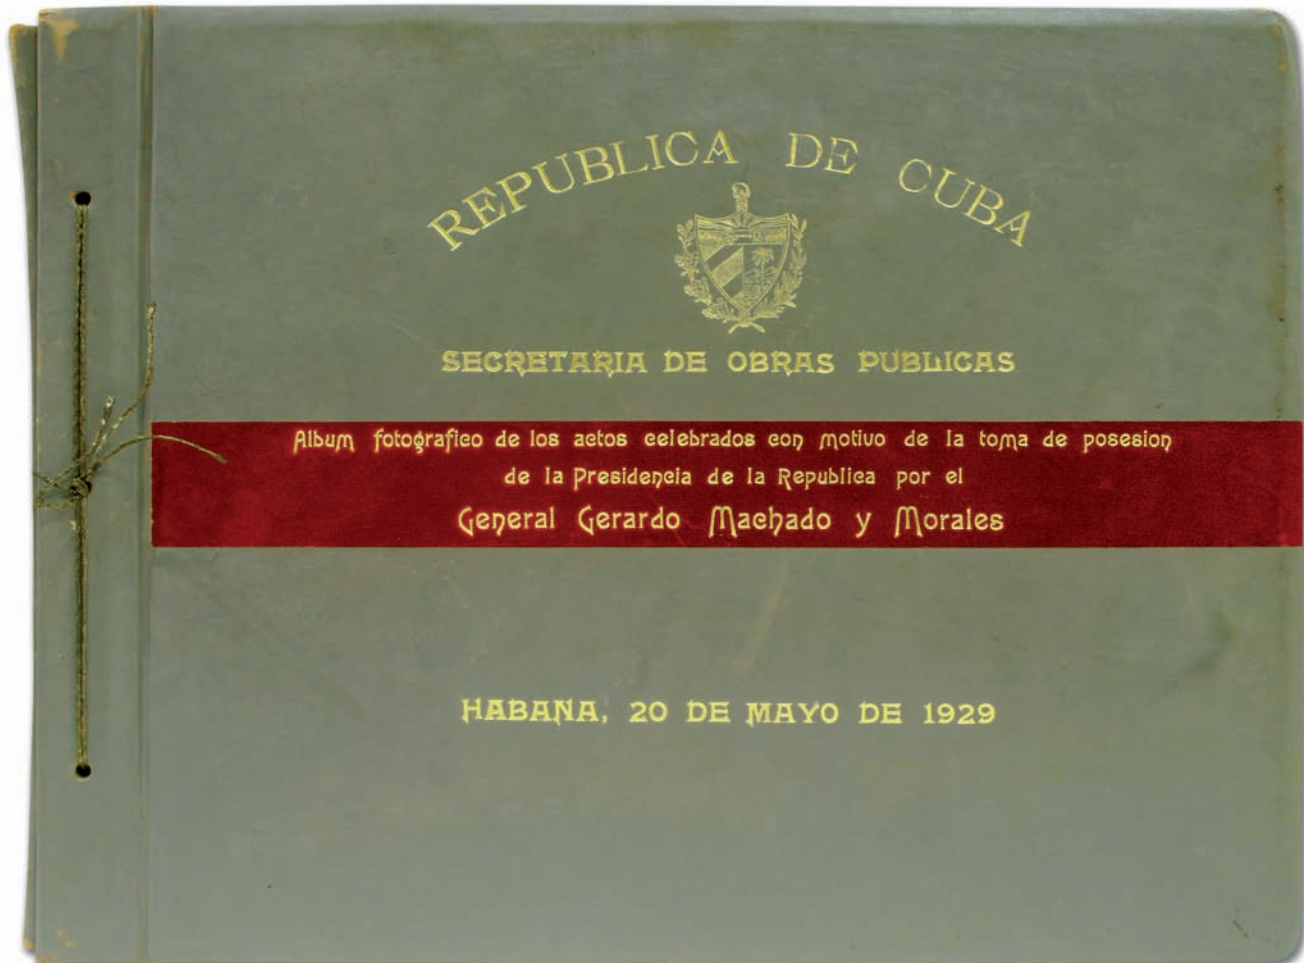 REPUBLICA DE CUBA
SECRETARIA DE OBRAS PUBLICAS
Album fotografico de los actos celebrados con motivo de la toma de posesion
de la Presidencia de la Republica por el
General Gerardo Machado y Morales
HABANA, 20 DE MAYO DE 1929